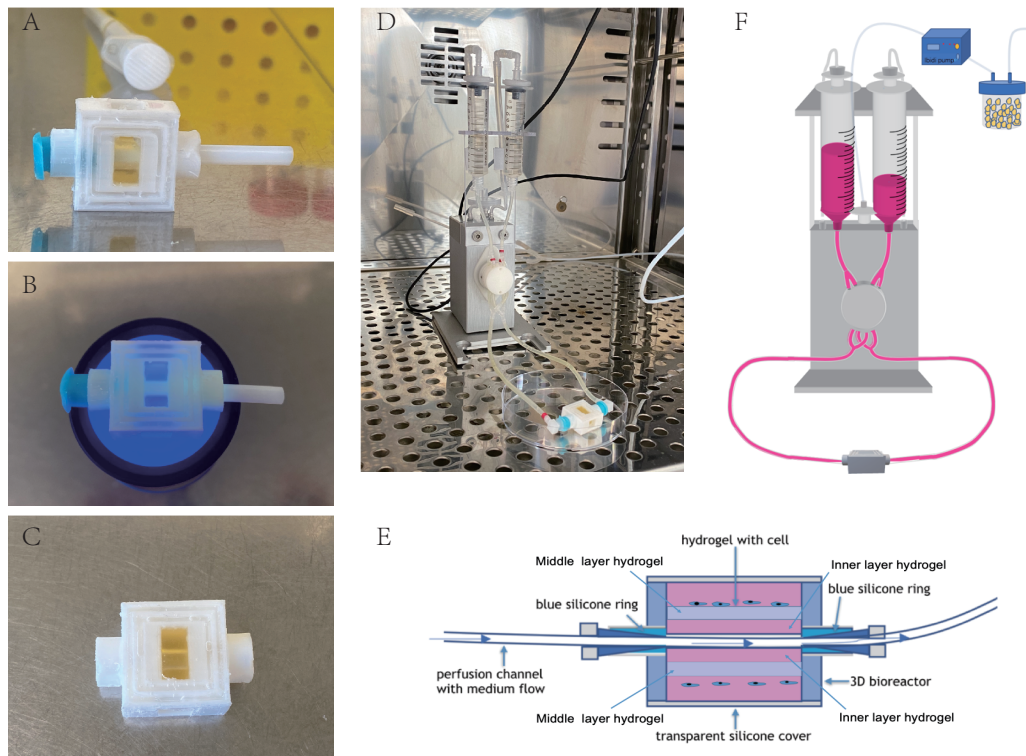 A
B
C
D
F
ibidi pump
E
hydrogel with cell
Middle layer hydrogel
Inner layer hydrogel
blue silicone ring
blue silicone ring
perfusion channel
with medium flow
3D bioreactor
Middle layer hydrogel
Inner layer hydrogel
transparent silicone cover